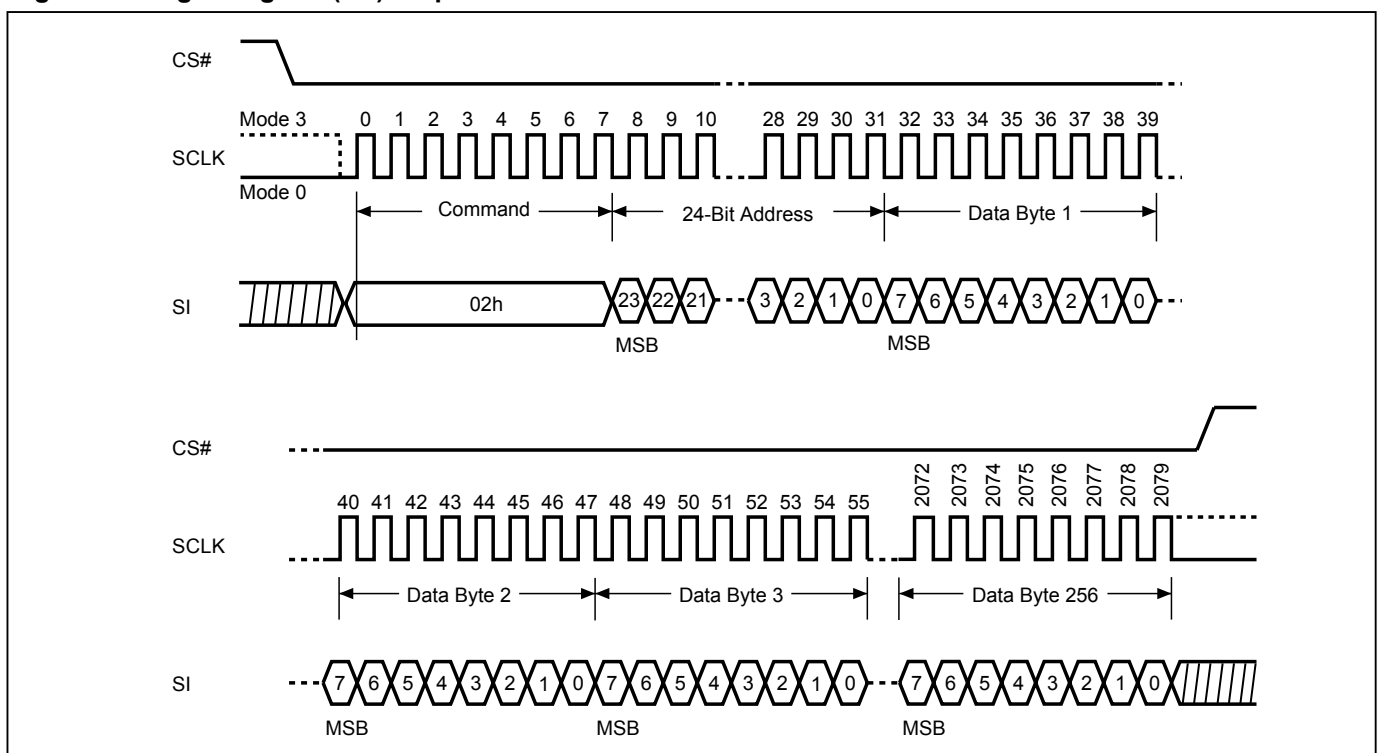 CS#
Mode 3
0 1 2 3 4 5 6 7 8 9 10 28 29 30 31 32 33 34 35 36 37 38 39
SCLK
Mode 0
Command 24-Bit Address Data Byte 1
SI 02h 23 22 21 3 2 1 0 7 6 5 4 3 2 1 0
MSB MSB
CS#
40 41 42 43 44 45 46 47 48 49 50 51 52 53 54 55 2072 2073 2074 2075 2076 2077 2078 2079
SCLK
Data Byte 2 Data Byte 3 Data Byte 256
SI 7 6 5 4 3 2 1 0 7 6 5 4 3 2 1 0 7 6 5 4 3 2 1 0
MSB MSB MSB